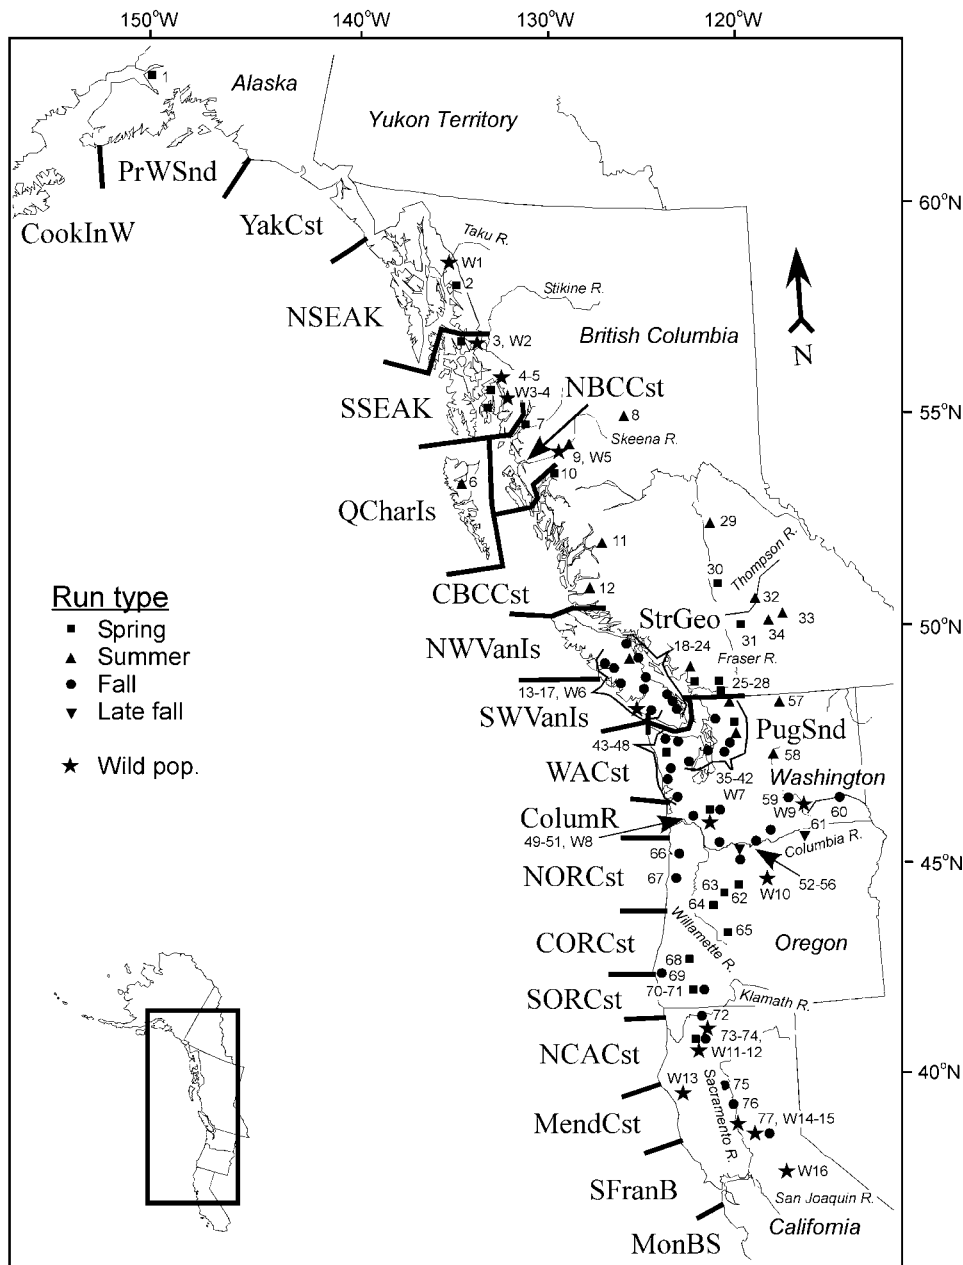 150°W
140°W
130°W
120°W
1
Alaska
Yukon Territory
PrWSnd
CookInW
YakCst
60°N
Taku R.
W1
2
Stikine R.
NSEAK
British Columbia
N
3, W2
4-5
NBCCst
W3-4
SSEAK
55°N
7
8
Skeena R.
9, W5
10
6
QCharIs
29
11
Thompson R.
30
CBCCst
12
32
33
34
31
StrGeo
50°N
Run type
Spring
Summer
Fall
Late fall
Wild pop.
NWVanIs
18-24
Fraser R.
25-28
13-17, W6
SWVanIs
57
PugSnd
43-48
58
WACst
35-42
Washington
W7
59
W9
60
ColumR
49-51, W8
61
Columbia R.
66
45°N
NORCst
67
52-56
63
62
W10
64
65
Willamette R.
CORCst
Oregon
68
69
SORCst
70-71
Klamath R.
72
73-74,
NCACst
W11-12
40°N
W13
75
Sacramento R.
76
MendCst
77, W14-15
SFranB
W16
San Joaquin R.
California
MonBS